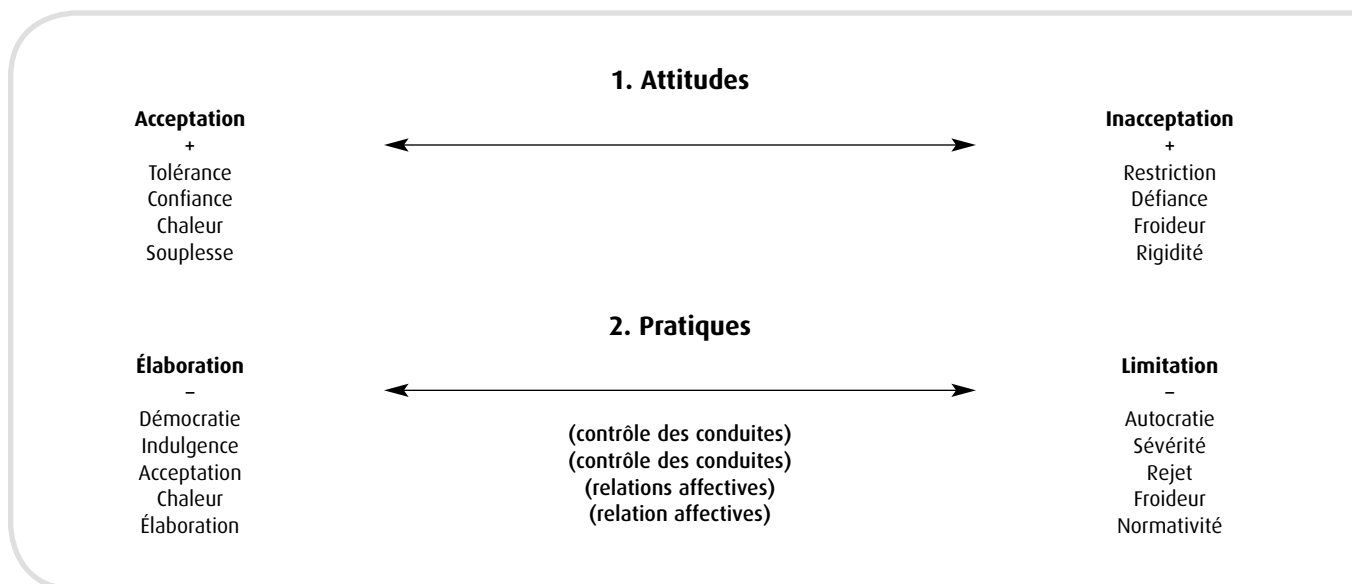 1. Attitudes
Acceptation
+
Tolérance
Confiance
Chaleur
Souplesse
Inacceptation
+
Restriction
Défiance
Froideur
Rigidité
2. Pratiques
Élaboration
–
Démocratie
Indulgence
Acceptation
Chaleur
Élaboration
(contrôle des conduites)
(contrôle des conduites)
(relations affectives)
(relation affectives)
Limitation
–
Autocratie
Sévérité
Rejet
Froideur
Normativité